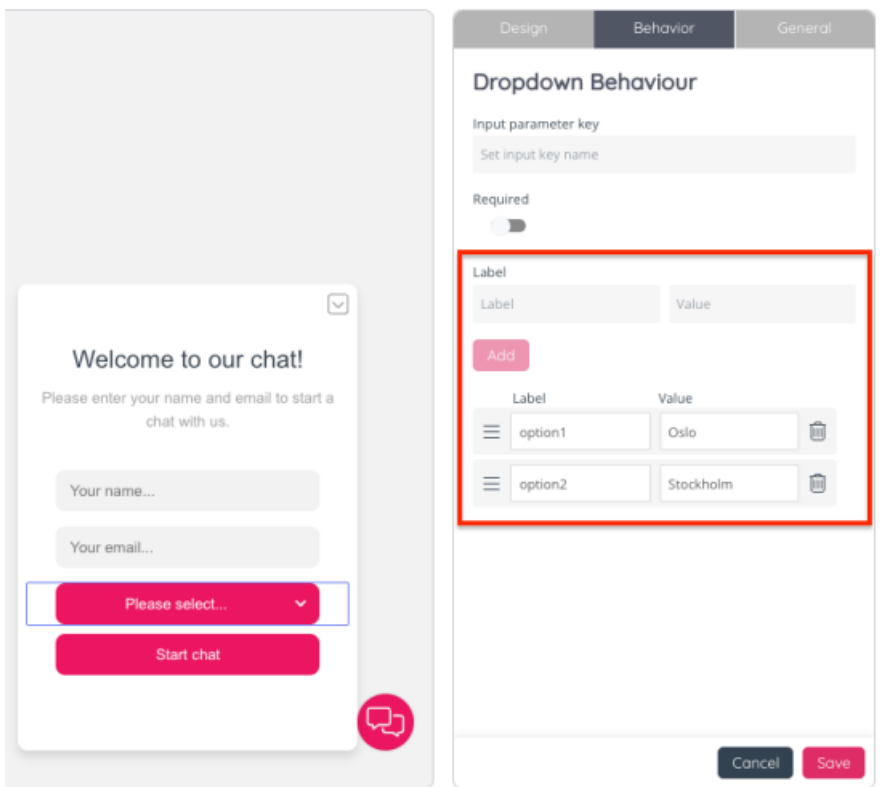 Welcome to our chat!
Please enter your name and email to start a
chat with us.
Your name...
Your email...
Please select...
Start chat
Design Behavior General
Dropdown Behaviour
Input parameter key
Set input key name
Required
Label
Label Value
Add
Label Value
option1 Oslo
option2 Stockholm
Cancel Save